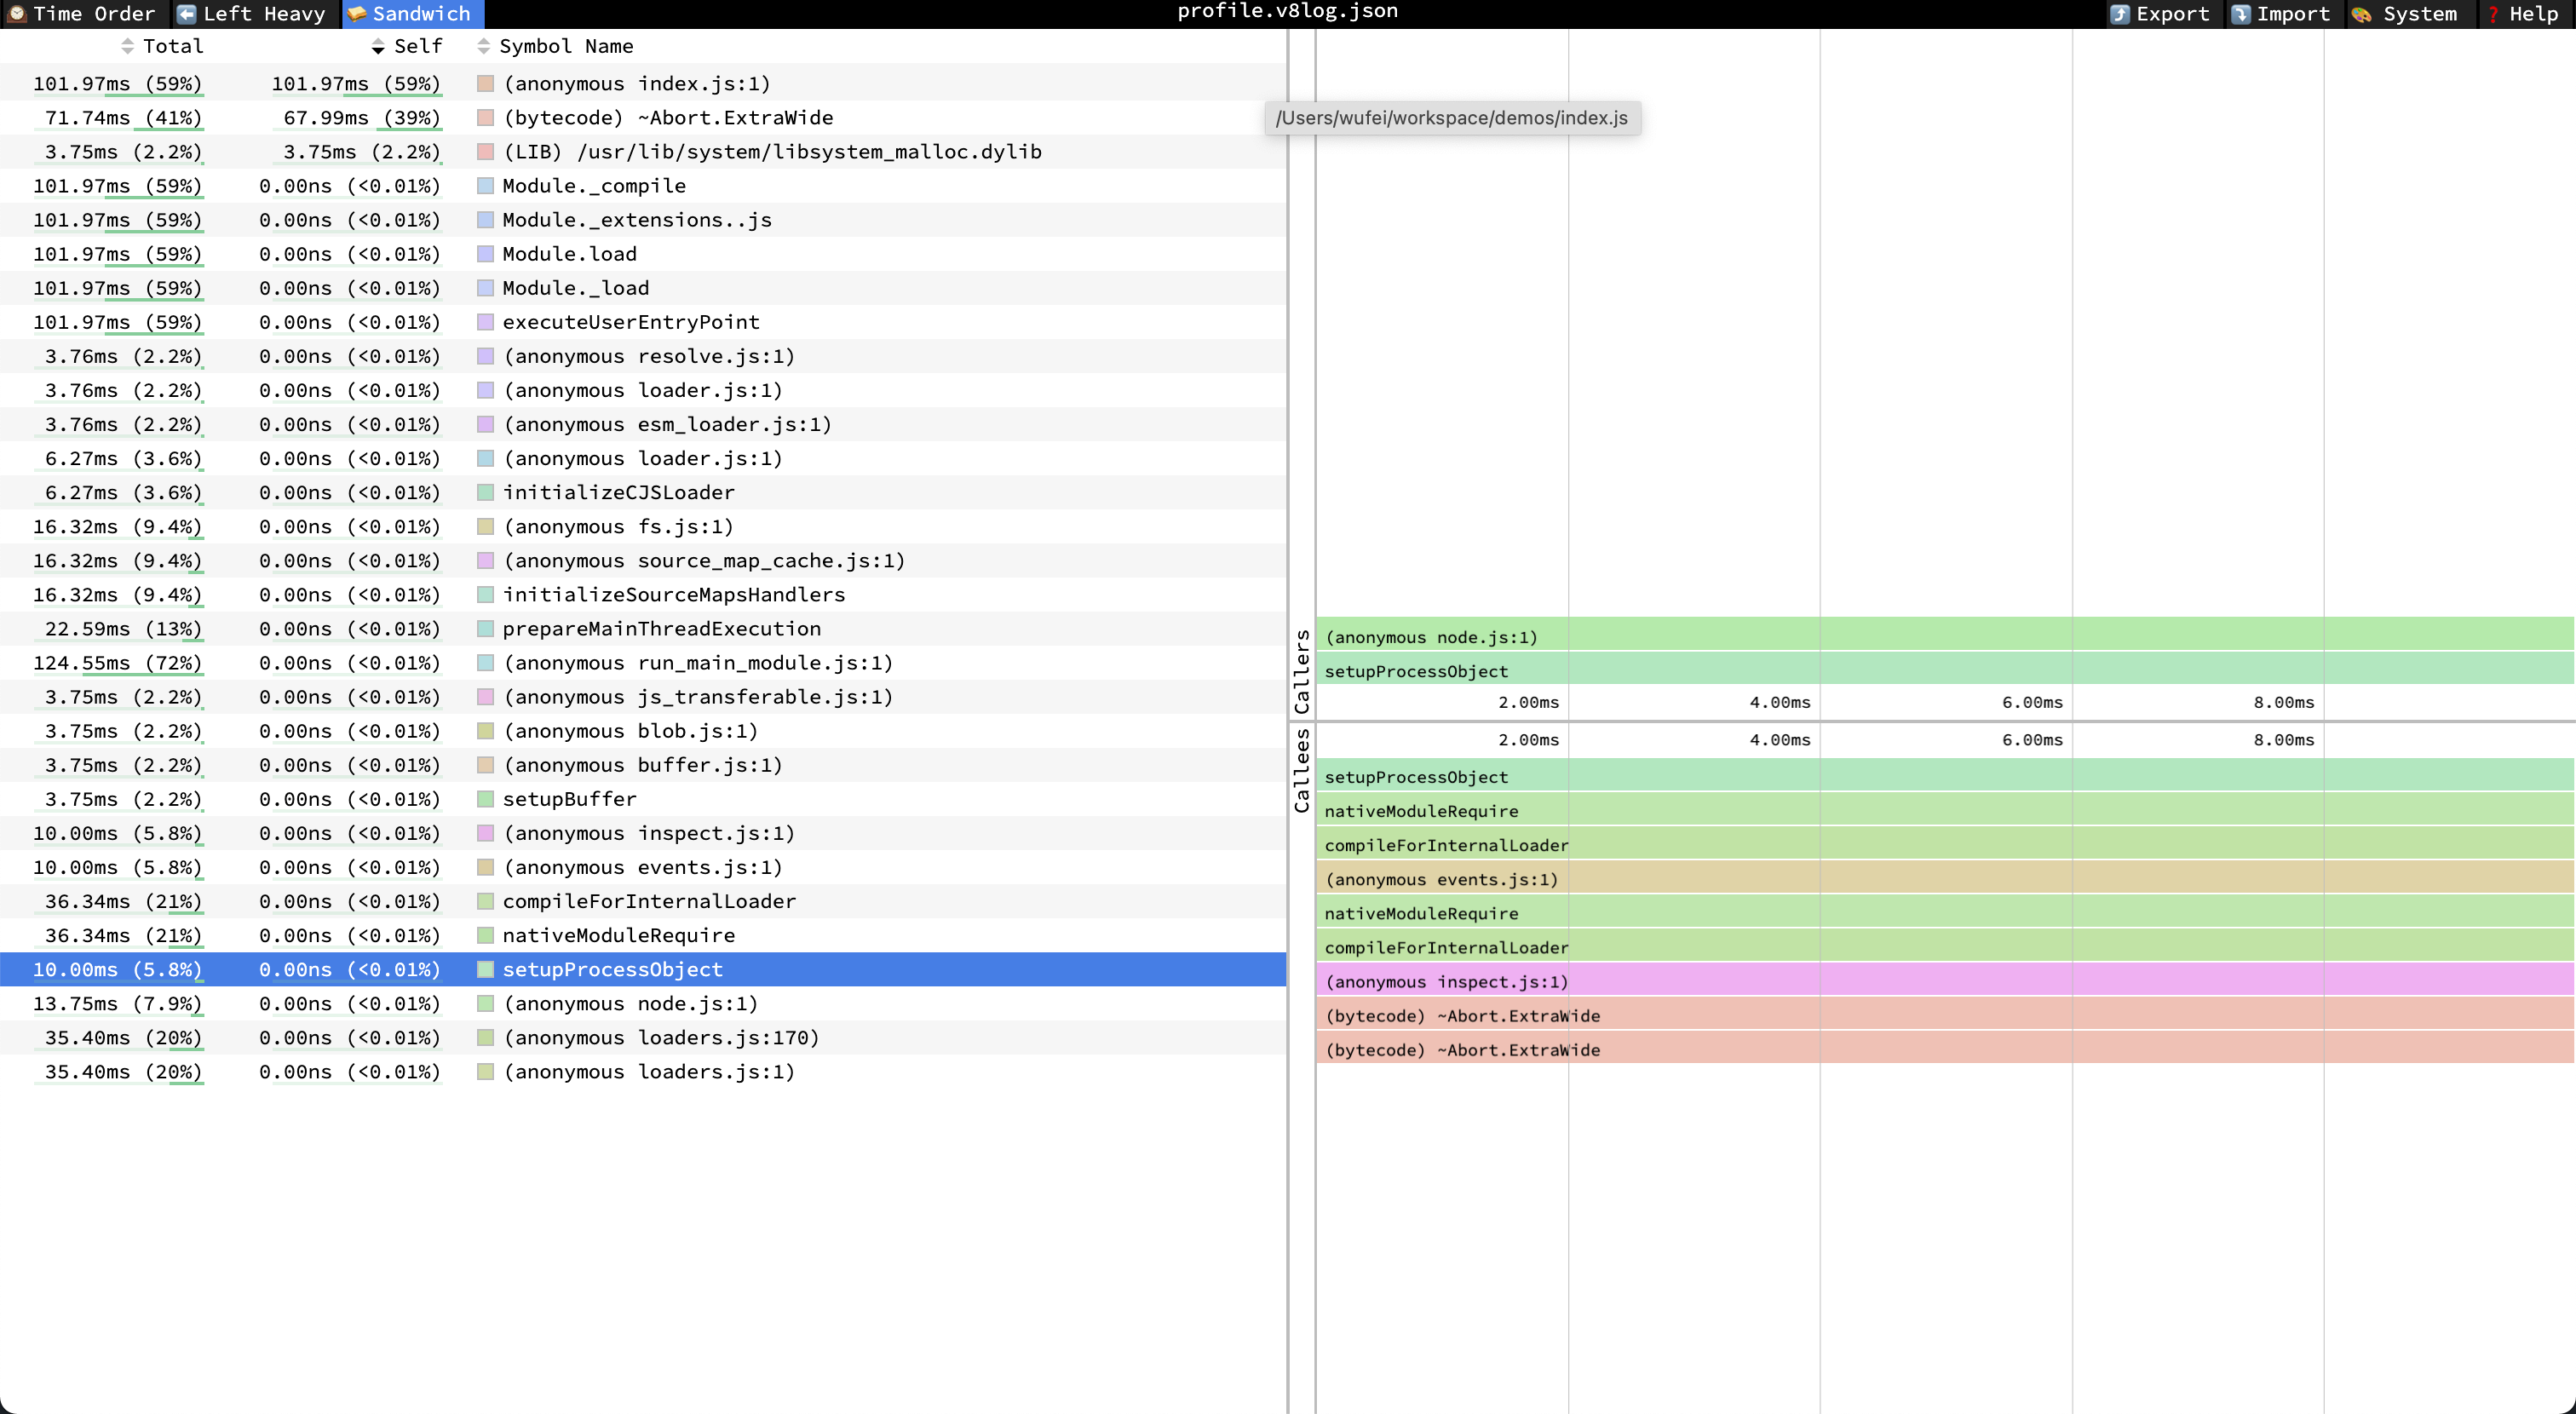 Time Order Left Heavy Sandwich profile.v8log.json Export Import System Help
Total Self Symbol Name
101.97ms (59%) 101.97ms (59%) (anonymous index.js:1)
71.74ms (41%) 67.99ms (39%) (bytecode) ~Abort.ExtraWide
3.75ms (2.2%) 3.75ms (2.2%) (LIB) /usr/lib/system/libsystem_malloc.dylib
101.97ms (59%) 0.00ns (<0.01%) Module._compile
101.97ms (59%) 0.00ns (<0.01%) Module._extensions..js
101.97ms (59%) 0.00ns (<0.01%) Module.load
101.97ms (59%) 0.00ns (<0.01%) Module._load
101.97ms (59%) 0.00ns (<0.01%) executeUserEntryPoint
3.76ms (2.2%) 0.00ns (<0.01%) (anonymous resolve.js:1)
3.76ms (2.2%) 0.00ns (<0.01%) (anonymous loader.js:1)
3.76ms (2.2%) 0.00ns (<0.01%) (anonymous esm_loader.js:1)
6.27ms (3.6%) 0.00ns (<0.01%) (anonymous loader.js:1)
6.27ms (3.6%) 0.00ns (<0.01%) initializeCJSLoader
16.32ms (9.4%) 0.00ns (<0.01%) (anonymous fs.js:1)
16.32ms (9.4%) 0.00ns (<0.01%) (anonymous source_map_cache.js:1)
16.32ms (9.4%) 0.00ns (<0.01%) initializeSourceMapsHandlers
22.59ms (13%) 0.00ns (<0.01%) prepareMainThreadExecution
124.55ms (72%) 0.00ns (<0.01%) (anonymous run_main_module.js:1)
3.75ms (2.2%) 0.00ns (<0.01%) (anonymous js_transferable.js:1)
3.75ms (2.2%) 0.00ns (<0.01%) (anonymous blob.js:1)
3.75ms (2.2%) 0.00ns (<0.01%) (anonymous buffer.js:1)
3.75ms (2.2%) 0.00ns (<0.01%) setupBuffer
10.00ms (5.8%) 0.00ns (<0.01%) (anonymous inspect.js:1)
10.00ms (5.8%) 0.00ns (<0.01%) (anonymous events.js:1)
36.34ms (21%) 0.00ns (<0.01%) compileForInternalLoader
36.34ms (21%) 0.00ns (<0.01%) nativeModuleRequire
10.00ms (5.8%) 0.00ns (<0.01%) setupProcessObject
13.75ms (7.9%) 0.00ns (<0.01%) (anonymous node.js:1)
35.40ms (20%) 0.00ns (<0.01%) (anonymous loaders.js:170)
35.40ms (20%) 0.00ns (<0.01%) (anonymous loaders.js:1)
/Users/wufei/workspace/demos/index.js
Callers
(anonymous node.js:1)
setupProcessObject
2.00ms 4.00ms 6.00ms 8.00ms
Callees
2.00ms 4.00ms 6.00ms 8.00ms
setupProcessObject
nativeModuleRequire
compileForInternalLoader
(anonymous events.js:1)
nativeModuleRequire
compileForInternalLoader
(anonymous inspect.js:1)
(bytecode) ~Abort.ExtraWide
(bytecode) ~Abort.ExtraWide